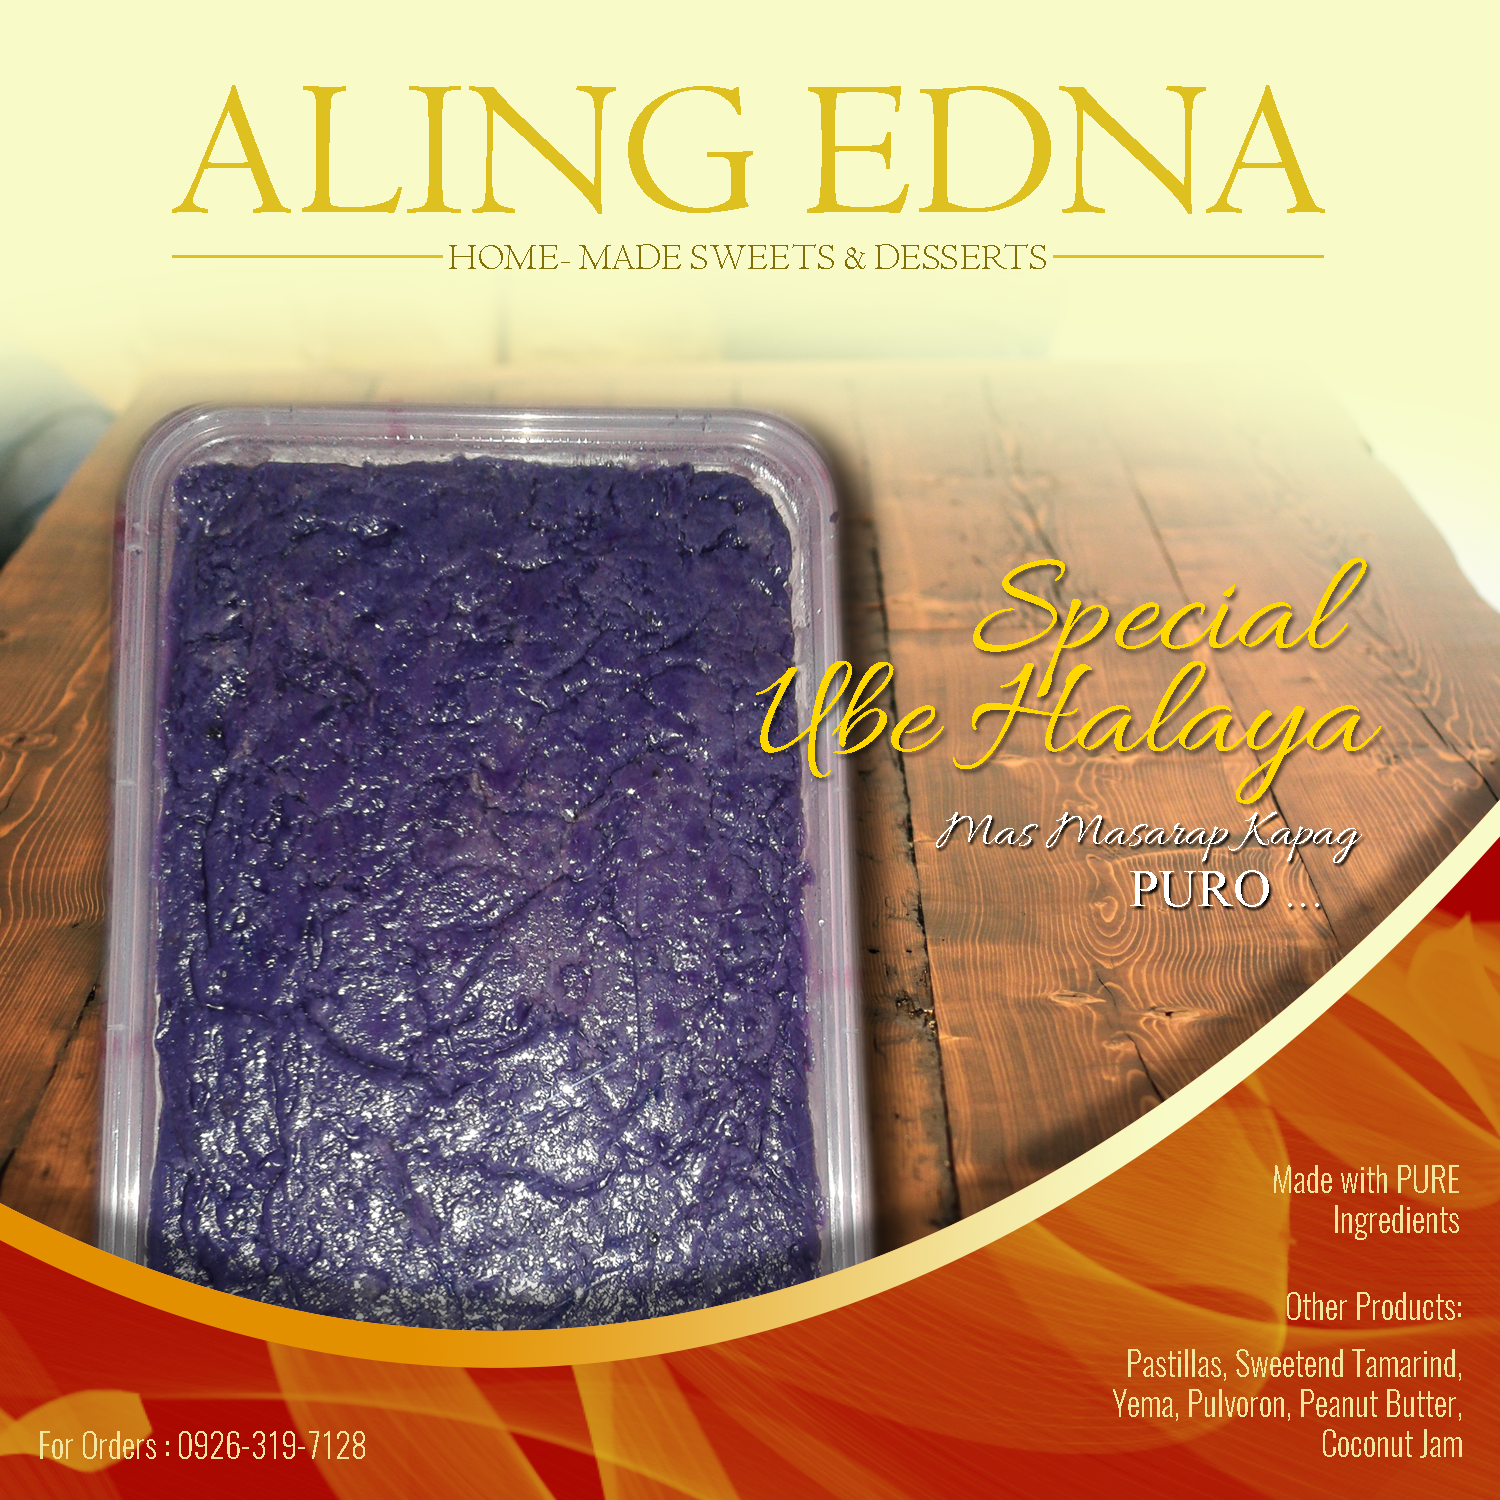 ALING EDNA
HOME- MADE SWEETS & DESSERTS
Special
Ube Halaya
Mas Masarap Kapag
PURO ...
Made with PURE
Ingredients
Other Products:
Pastillas, Sweetend Tamarind,
Yema, Pulvoron, Peanut Butter,
Coconut Jam
For Orders : 0926-319-7128